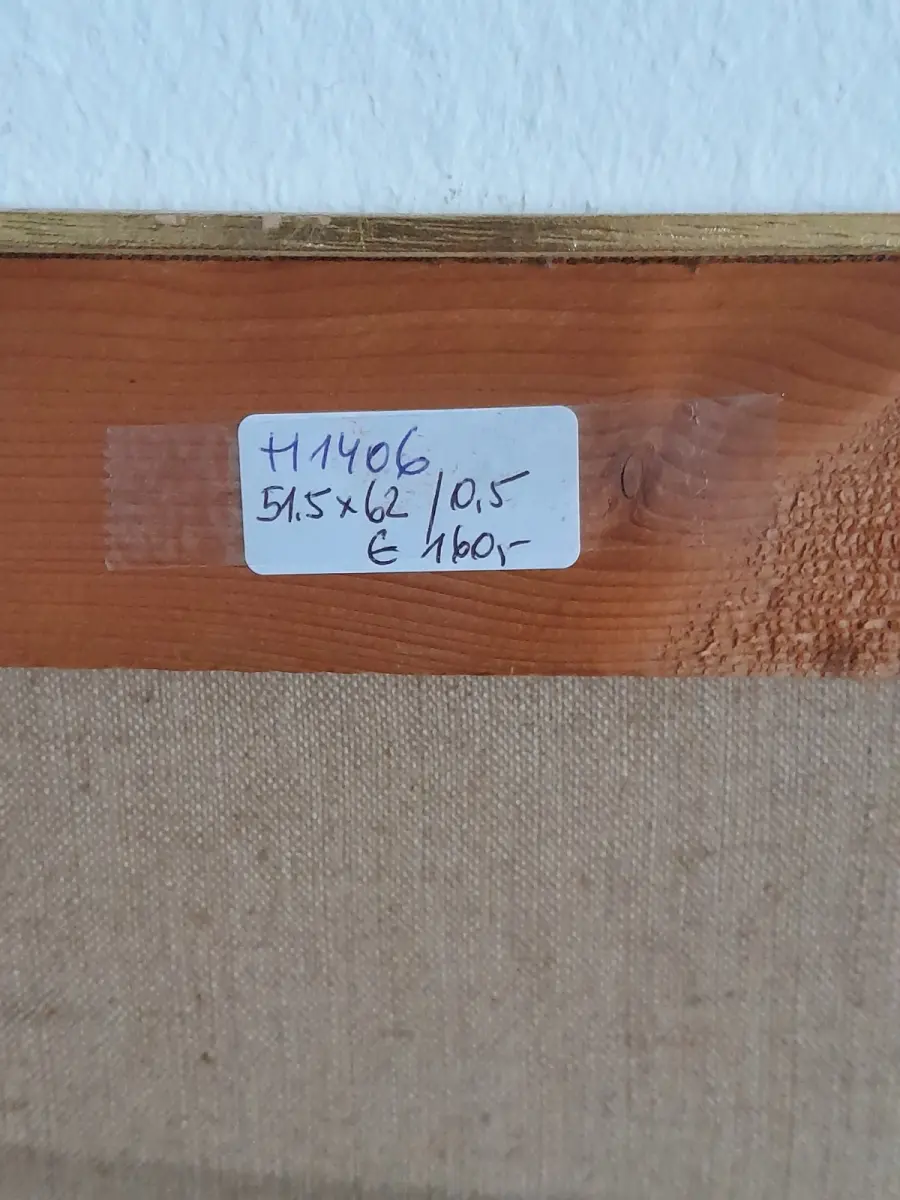 H1406
51.5x62 /0,5
€ 160,-